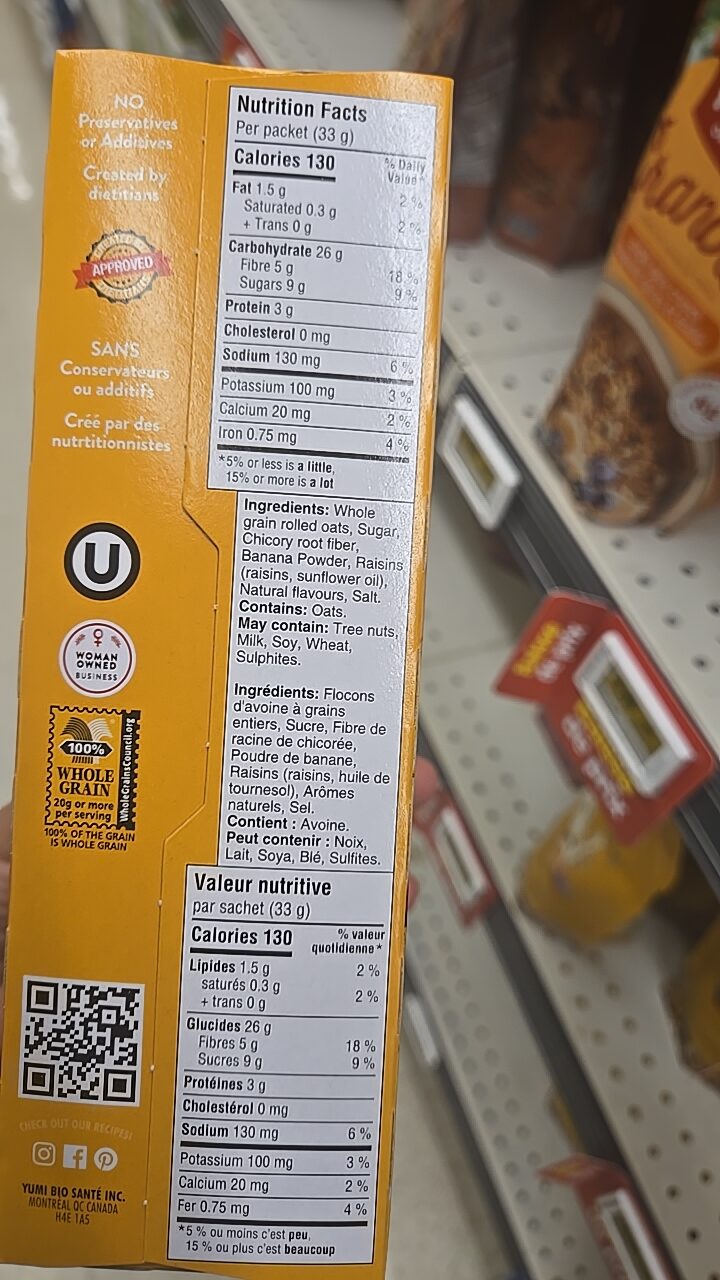 NO
Preservatives
or Additives
Created by
dietitians
APPROVED
SANS
Conservateurs
ou additifs
Créé par des
nutrtitionnistes
U
WOMAN
OWNED
BUSINESS
100%
WHOLE
GRAIN
20g or more
per serving
WholeGrainsCouncil.org
100% OF THE GRAIN
IS WHOLE GRAIN
CHECK OUT OUR RECIPES!
YUMI BIO SANTÉ INC.
MONTRÉAL QC CANADA
H4E 1A5
Nutrition Facts
Per packet (33 g)
Calories 130
% Daily
Value*
Fat 1.5 g 2 %
Saturated 0.3 g
+ Trans 0 g 2 %
Carbohydrate 26 g
Fibre 5 g 18 %
Sugars 9 g 9 %
Protein 3 g
Cholesterol 0 mg
Sodium 130 mg 6 %
Potassium 100 mg 3 %
Calcium 20 mg 2 %
Iron 0.75 mg 4 %
*5% or less is a little,
15% or more is a lot
Ingredients: Whole
grain rolled oats, Sugar,
Chicory root fiber,
Banana Powder, Raisins
(raisins, sunflower oil),
Natural flavours, Salt.
Contains: Oats.
May contain: Tree nuts,
Milk, Soy, Wheat,
Sulphites.
Ingrédients: Flocons
d'avoine à grains
entiers, Sucre, Fibre de
racine de chicorée,
Poudre de banane,
Raisins (raisins, huile de
tournesol), Arômes
naturels, Sel.
Contient : Avoine.
Peut contenir : Noix,
Lait, Soya, Blé, Sulfites.
Valeur nutritive
par sachet (33 g)
Calories 130
% valeur
quotidienne*
Lipides 1.5 g 2 %
saturés 0.3 g
+ trans 0 g 2 %
Glucides 26 g
Fibres 5 g 18 %
Sucres 9 g 9 %
Protéines 3 g
Cholestérol 0 mg
Sodium 130 mg 6 %
Potassium 100 mg 3 %
Calcium 20 mg 2 %
Fer 0.75 mg 4 %
*5 % ou moins c'est peu,
15 % ou plus c'est beaucoup